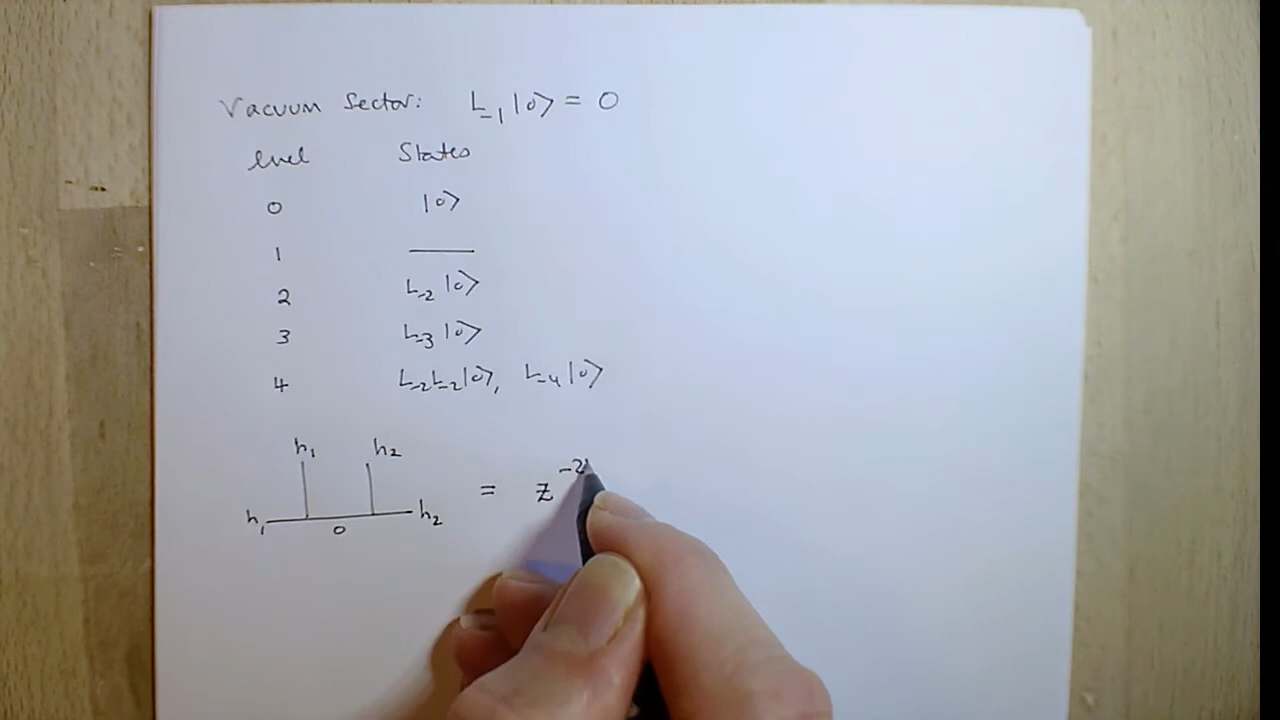 Vacuum Sector: L₋₁|0⟩ = 0
level States
0 |0⟩
1 —
2 L₋₂|0⟩
3 L₋₃|0⟩
4 L₋₂L₋₂|0⟩, L₋₄|0⟩
h₁ h₂
h₁ 0 h₂ = z⁻²